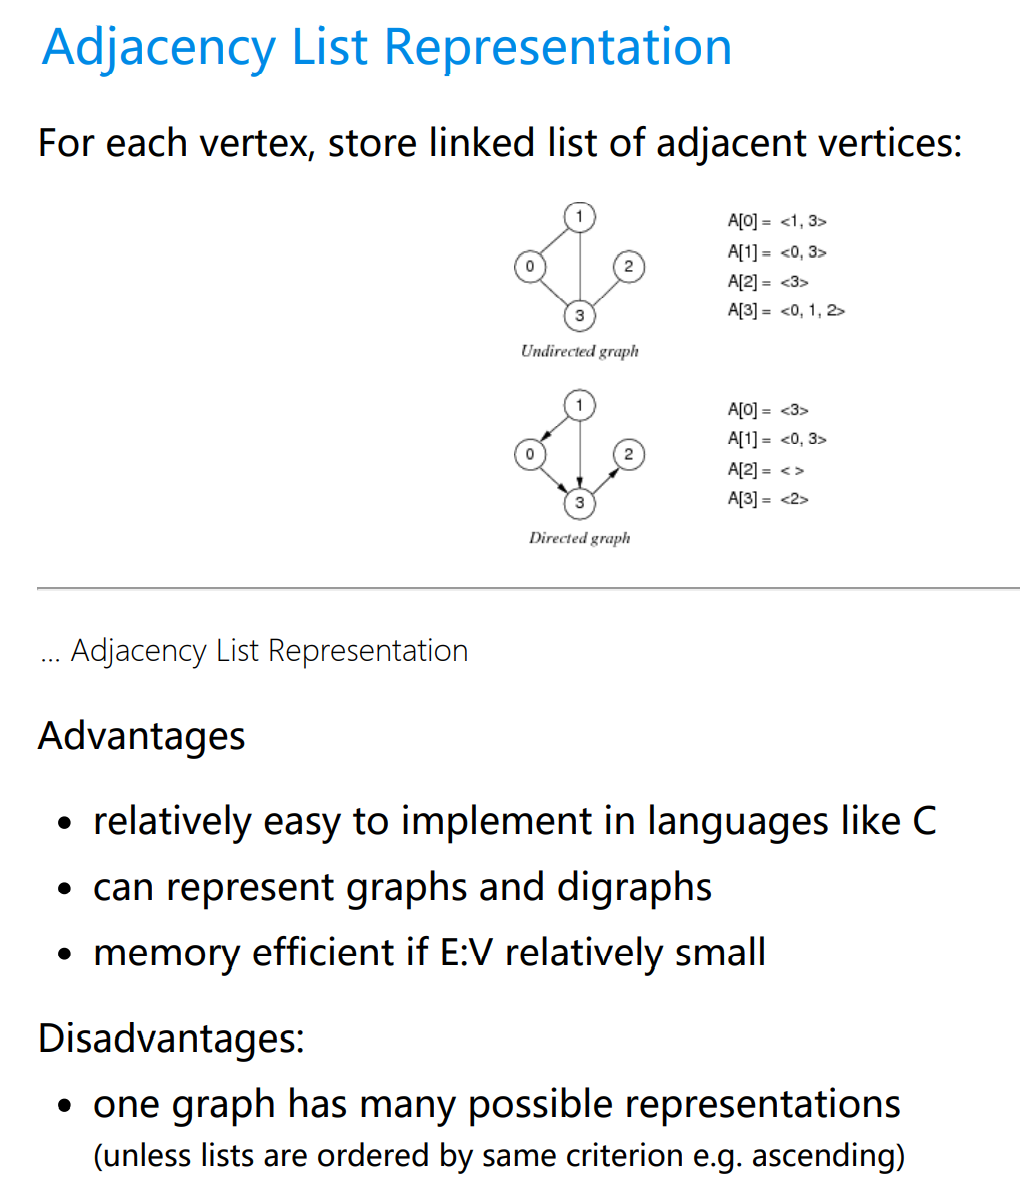 Adjacency List Representation
For each vertex, store linked list of adjacent vertices:
1
0
2
3
Undirected graph
A[0] = <1, 3>
A[1] = <0, 3>
A[2] = <3>
A[3] = <0, 1, 2>
1
0
2
3
Directed graph
A[0] = <3>
A[1] = <0, 3>
A[2] = < >
A[3] = <2>
... Adjacency List Representation
Advantages
• relatively easy to implement in languages like C
• can represent graphs and digraphs
• memory efficient if E:V relatively small
Disadvantages:
• one graph has many possible representations
(unless lists are ordered by same criterion e.g. ascending)